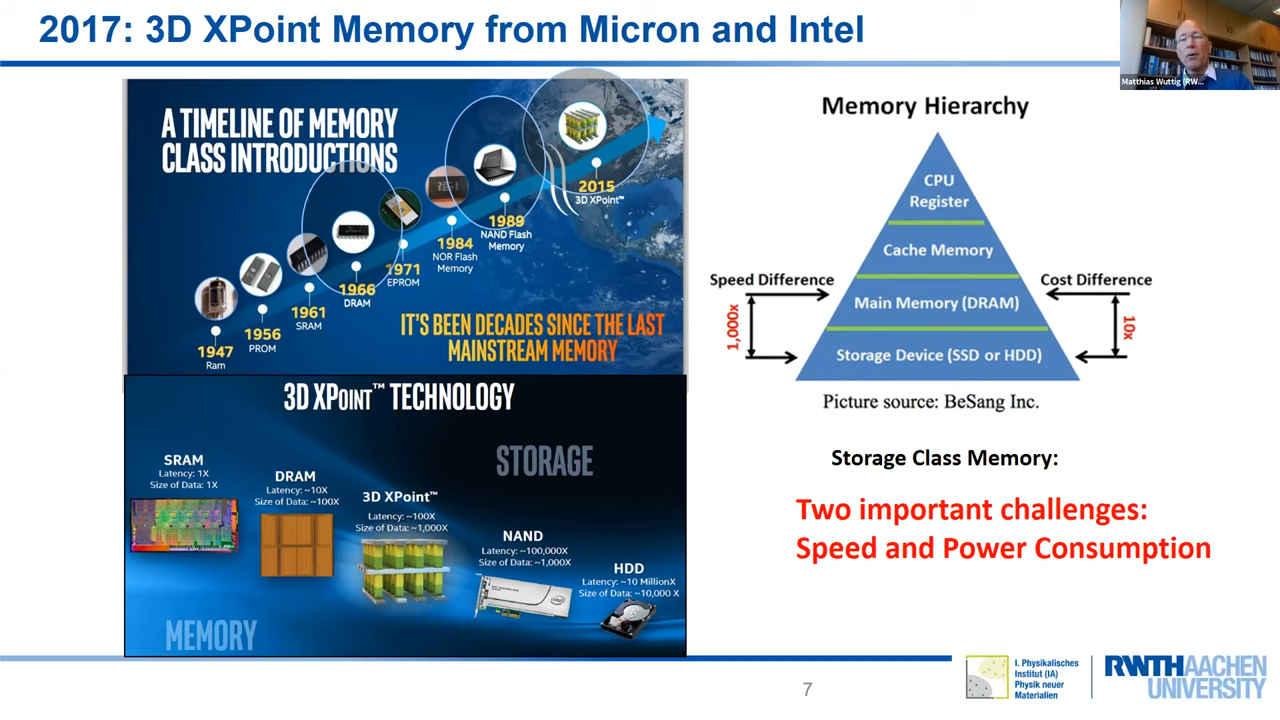 2017: 3D XPoint Memory from Micron and Intel
Matthias Wuttig (RW...
A TIMELINE OF MEMORY
CLASS INTRODUCTIONS
1947
Ram
1956
PROM
1961
SRAM
1966
DRAM
1971
EPROM
1984
NOR Flash
Memory
1989
NAND Flash
Memory
2015
3D XPoint™
IT'S BEEN DECADES SINCE THE LAST
MAINSTREAM MEMORY
3D XPOINT™ TECHNOLOGY
STORAGE
SRAM
Latency: 1X
Size of Data: 1X
DRAM
Latency: ~10X
Size of Data: ~100X
3D XPoint™
Latency: ~100X
Size of Data: ~1,000X
NAND
Latency: ~100,000X
Size of Data: ~1,000X
HDD
Latency: ~10 MillionX
Size of Data: ~10,000 X
MEMORY
Memory Hierarchy
CPU
Register
Cache Memory
Speed Difference
Cost Difference
Main Memory (DRAM)
1,000x
10x
Storage Device (SSD or HDD)
Picture source: BeSang Inc.
Storage Class Memory:
Two important challenges:
Speed and Power Consumption
7
I. Physikalisches
Institut (IA)
Physik neuer
Materialien
RWTHAACHEN
UNIVERSITY